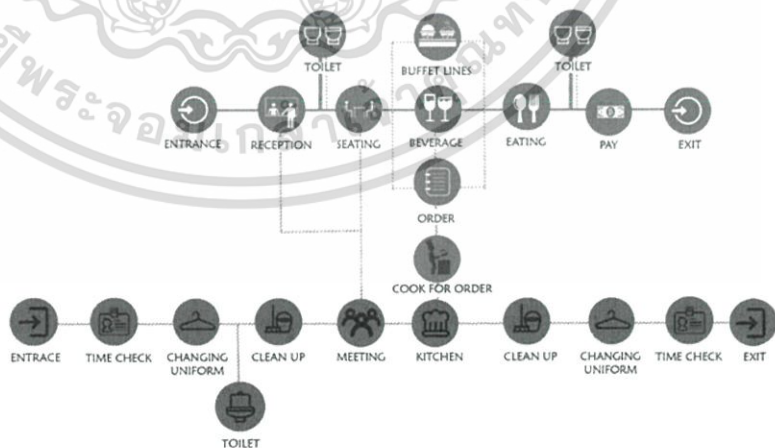 TOILET
BUFFET LINES
TOILET
ENTRANCE
RECEPTION
SEATING
BEVERAGE
EATING
PAY
EXIT
ORDER
COOK FOR ORDER
ENTRACE
TIME CHECK
CHANGING
UNIFORM
CLEAN UP
MEETING
KITCHEN
CLEAN UP
CHANGING
UNIFORM
TIME CHECK
EXIT
TOILET